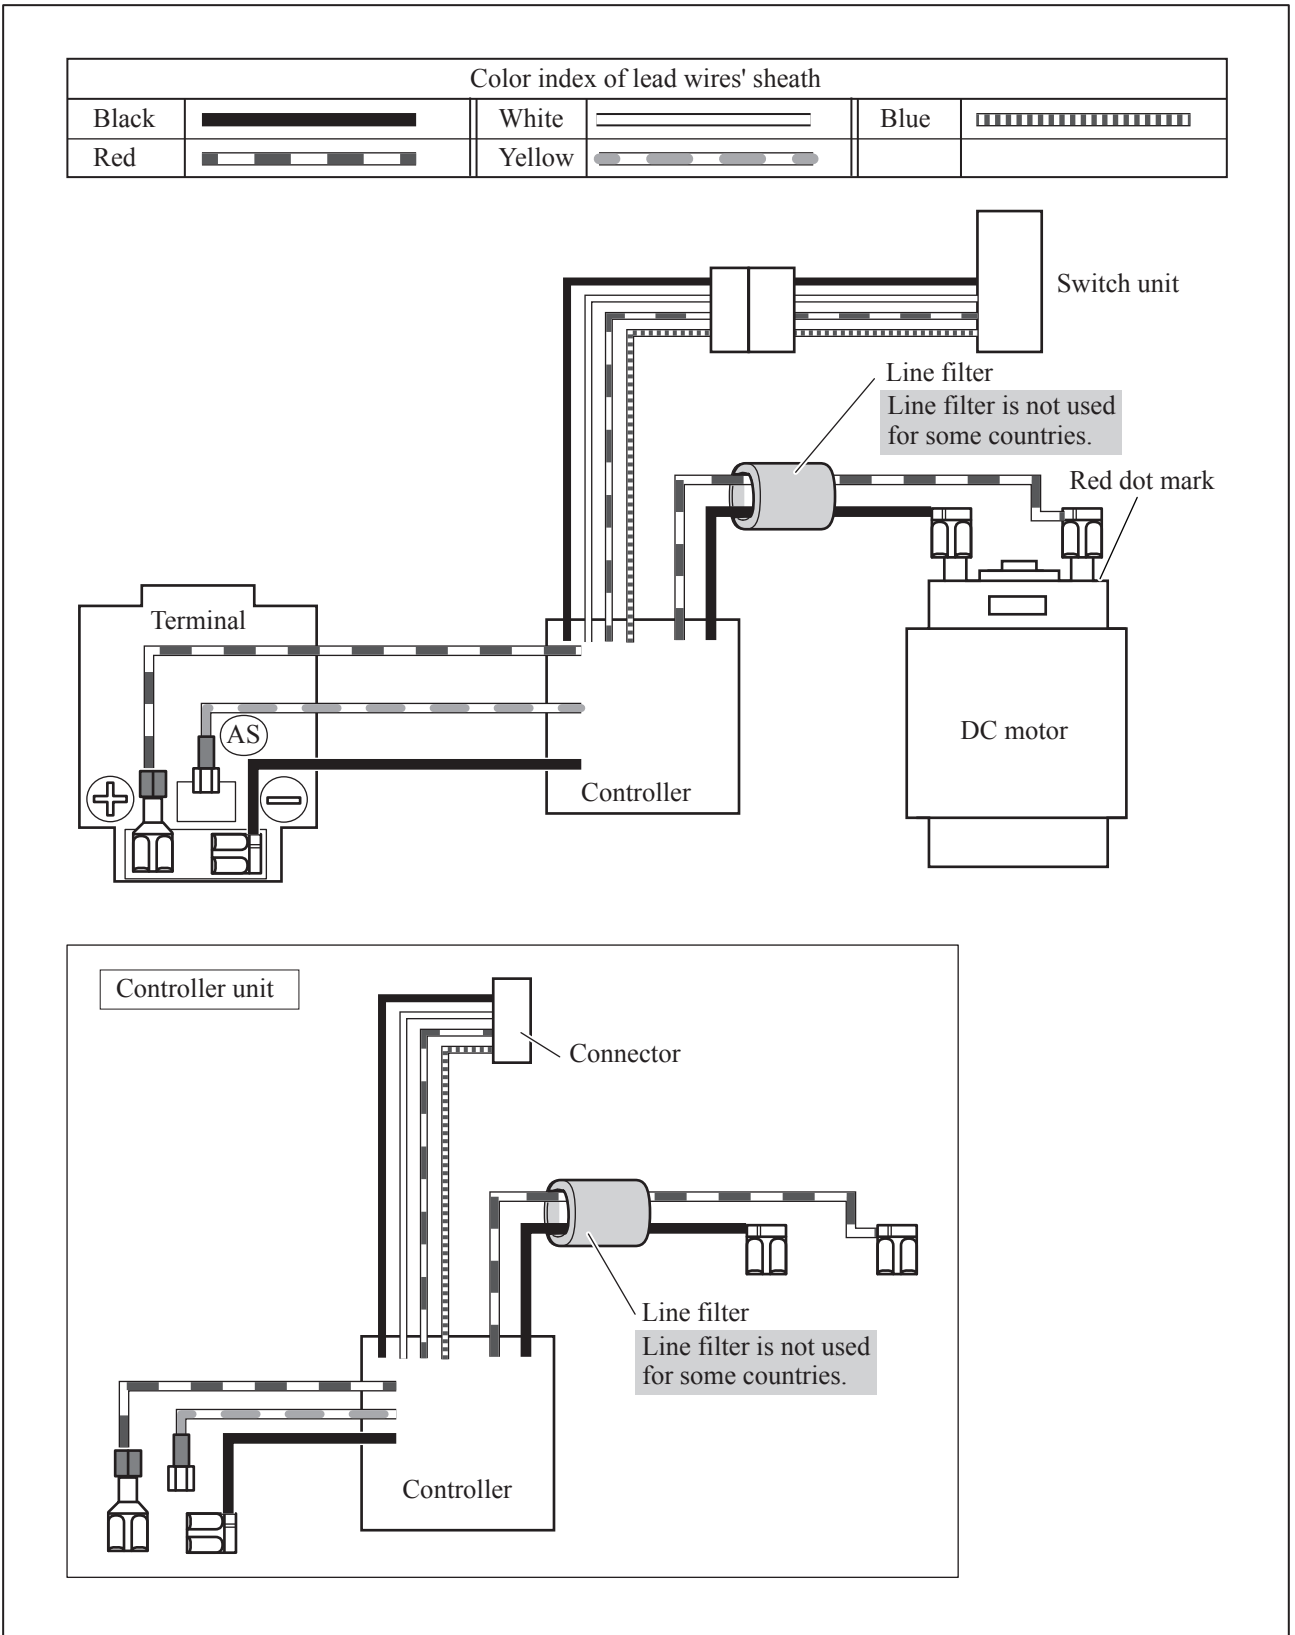 Color index of lead wires' sheath
Black
White
Blue
Red
Yellow
Switch unit
Line filter
Line filter is not used
for some countries.
Red dot mark
Terminal
AS
DC motor
Controller
Controller unit
Connector
Line filter
Line filter is not used
for some countries.
Controller